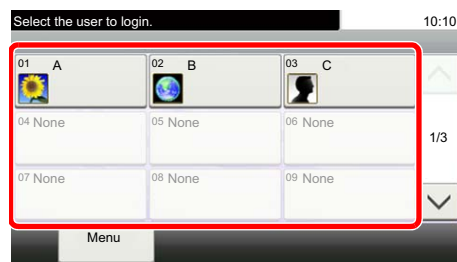 Select the user to login. 10:10
01 A 02 B 03 C
04 None 05 None 06 None
1/3
07 None 08 None 09 None
Menu